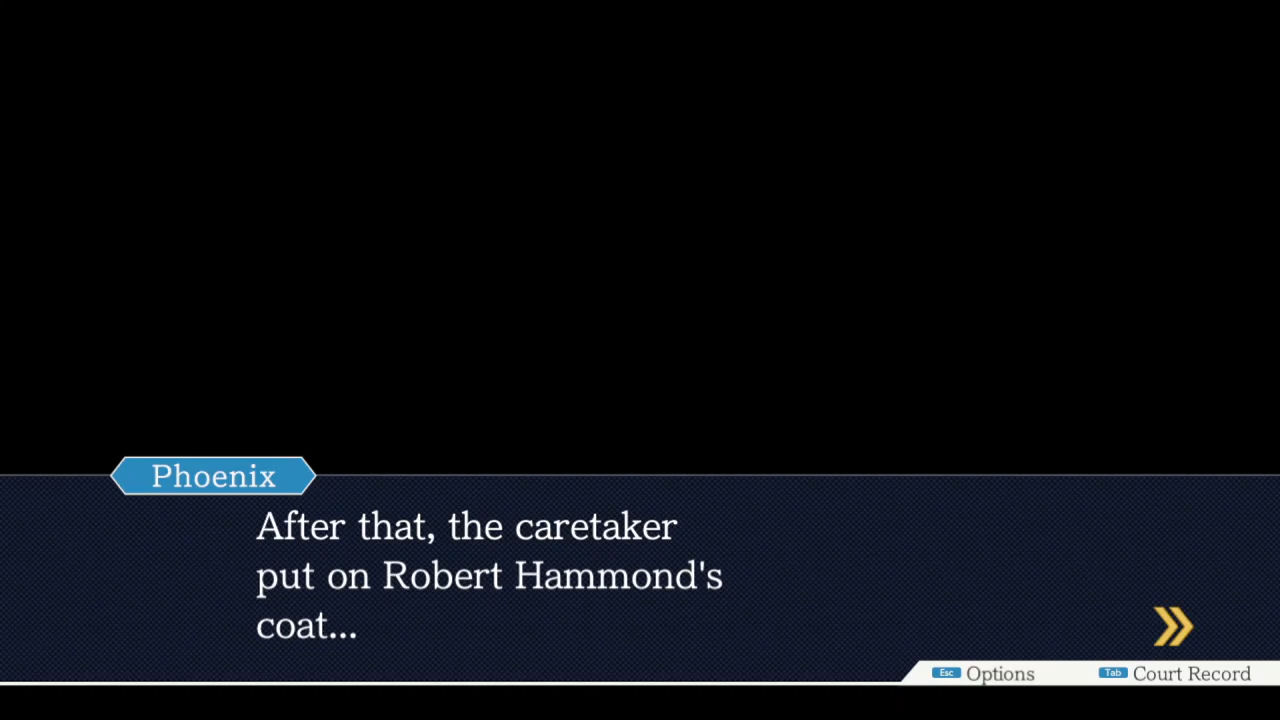 Phoenix
After that, the caretaker
put on Robert Hammond's
coat...
Esc Options Tab Court Record